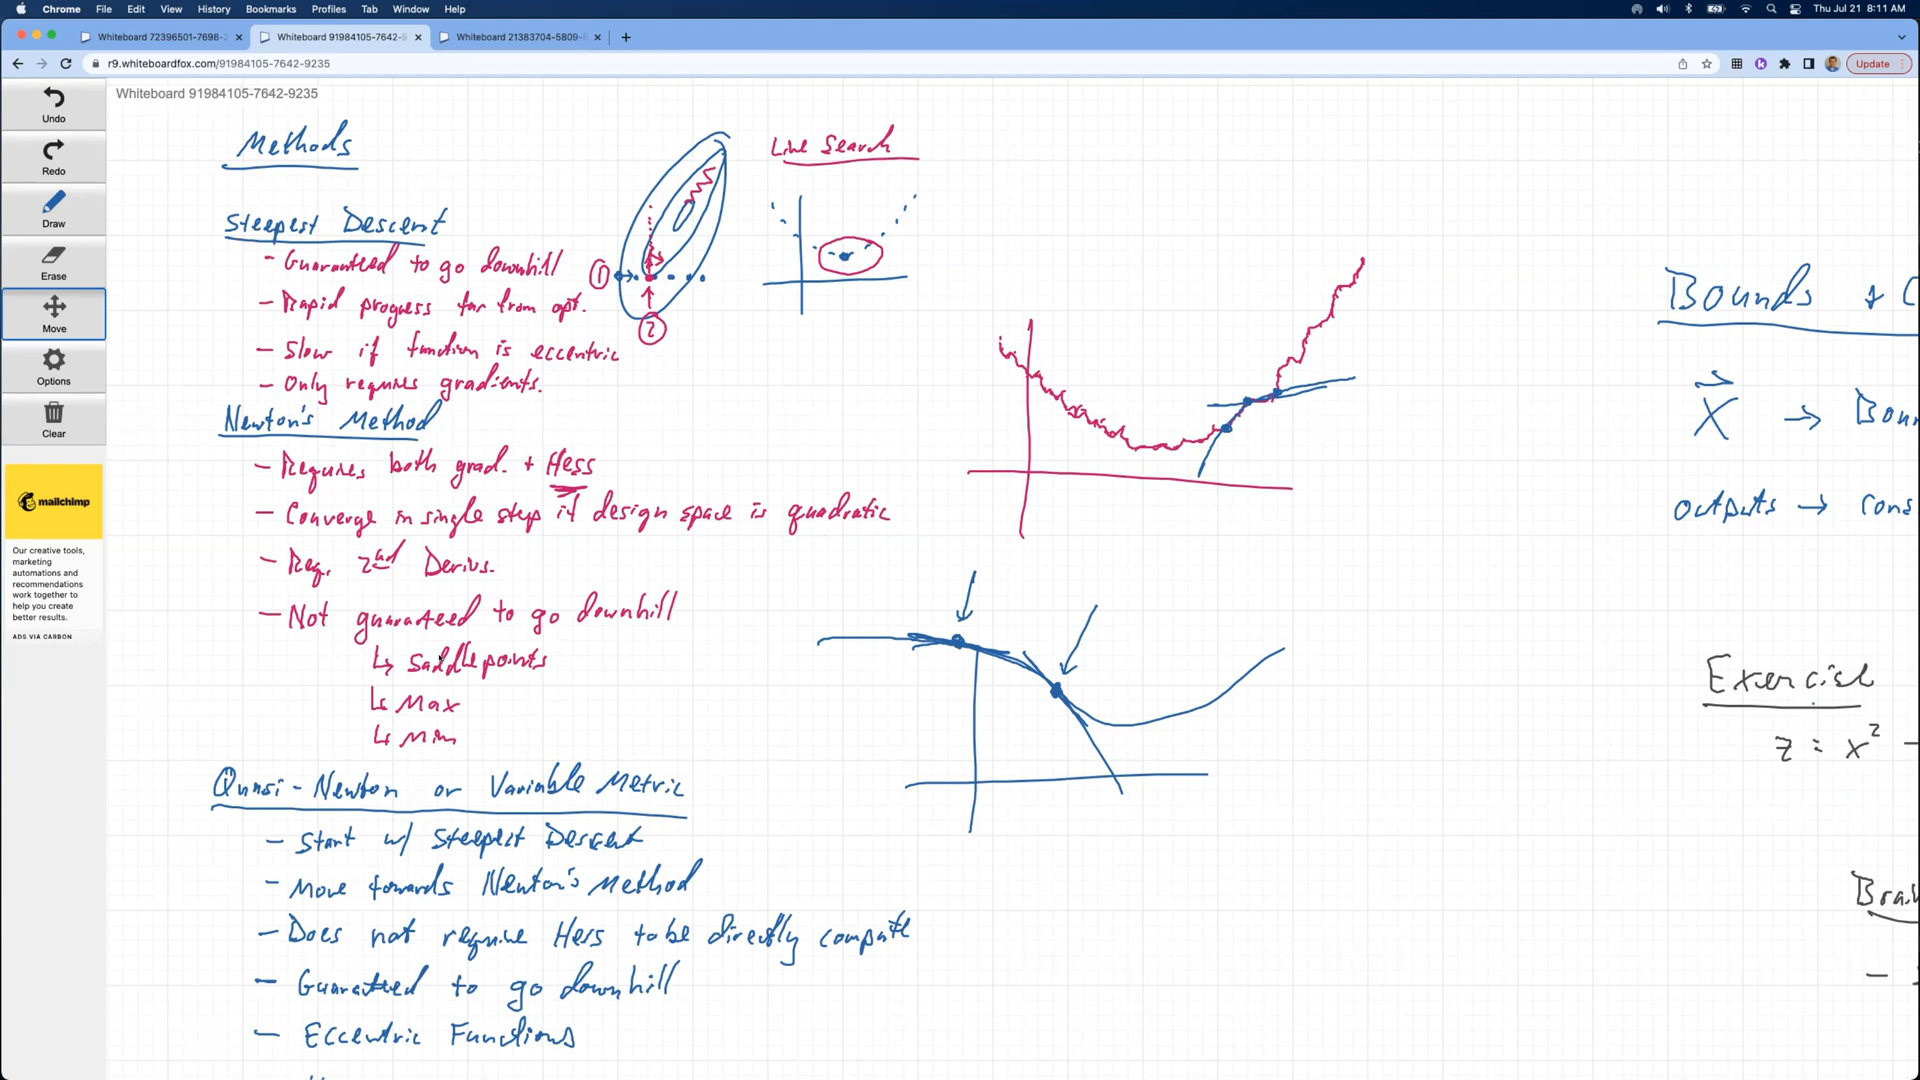 Chrome File Edit View History Bookmarks Profiles Tab Window Help
Thu Jul 21 8:11 AM
Whiteboard 72396501-7698-2
Whiteboard 91984105-7642-9
Whiteboard 21383704-5809-
r9.whiteboardfox.com/91984105-7642-9235
Update
Undo
Redo
Draw
Erase
Move
Options
Clear
mailchimp
Our creative tools,
marketing
automations and
recommendations
work together to
help you create
better results.
ADS VIA CARBON
Whiteboard 91984105-7642-9235
Methods
Steepest Descent
- Guaranteed to go downhill
- Rapid progress far from opt.
- Slow if function is eccentric
- Only requires gradients.
Newton's Method
- Requires both grad. + Hess
- Converge in single step if design space is quadratic
- Req. 2nd Derivs.
- Not guaranteed to go downhill
↳ Saddle points
↳ Max
↳ Min
Quasi-Newton or Variable Metric
- Start w/ Steepest Descent
- Move towards Newton's Method
- Does not require Hess to be directly compute
- Guaranteed to go downhill
- Eccentric Functions
1
2
Line Search
Bounds + C
X → Boun
outputs → cons
Exercise
z = x² -
Bra
-